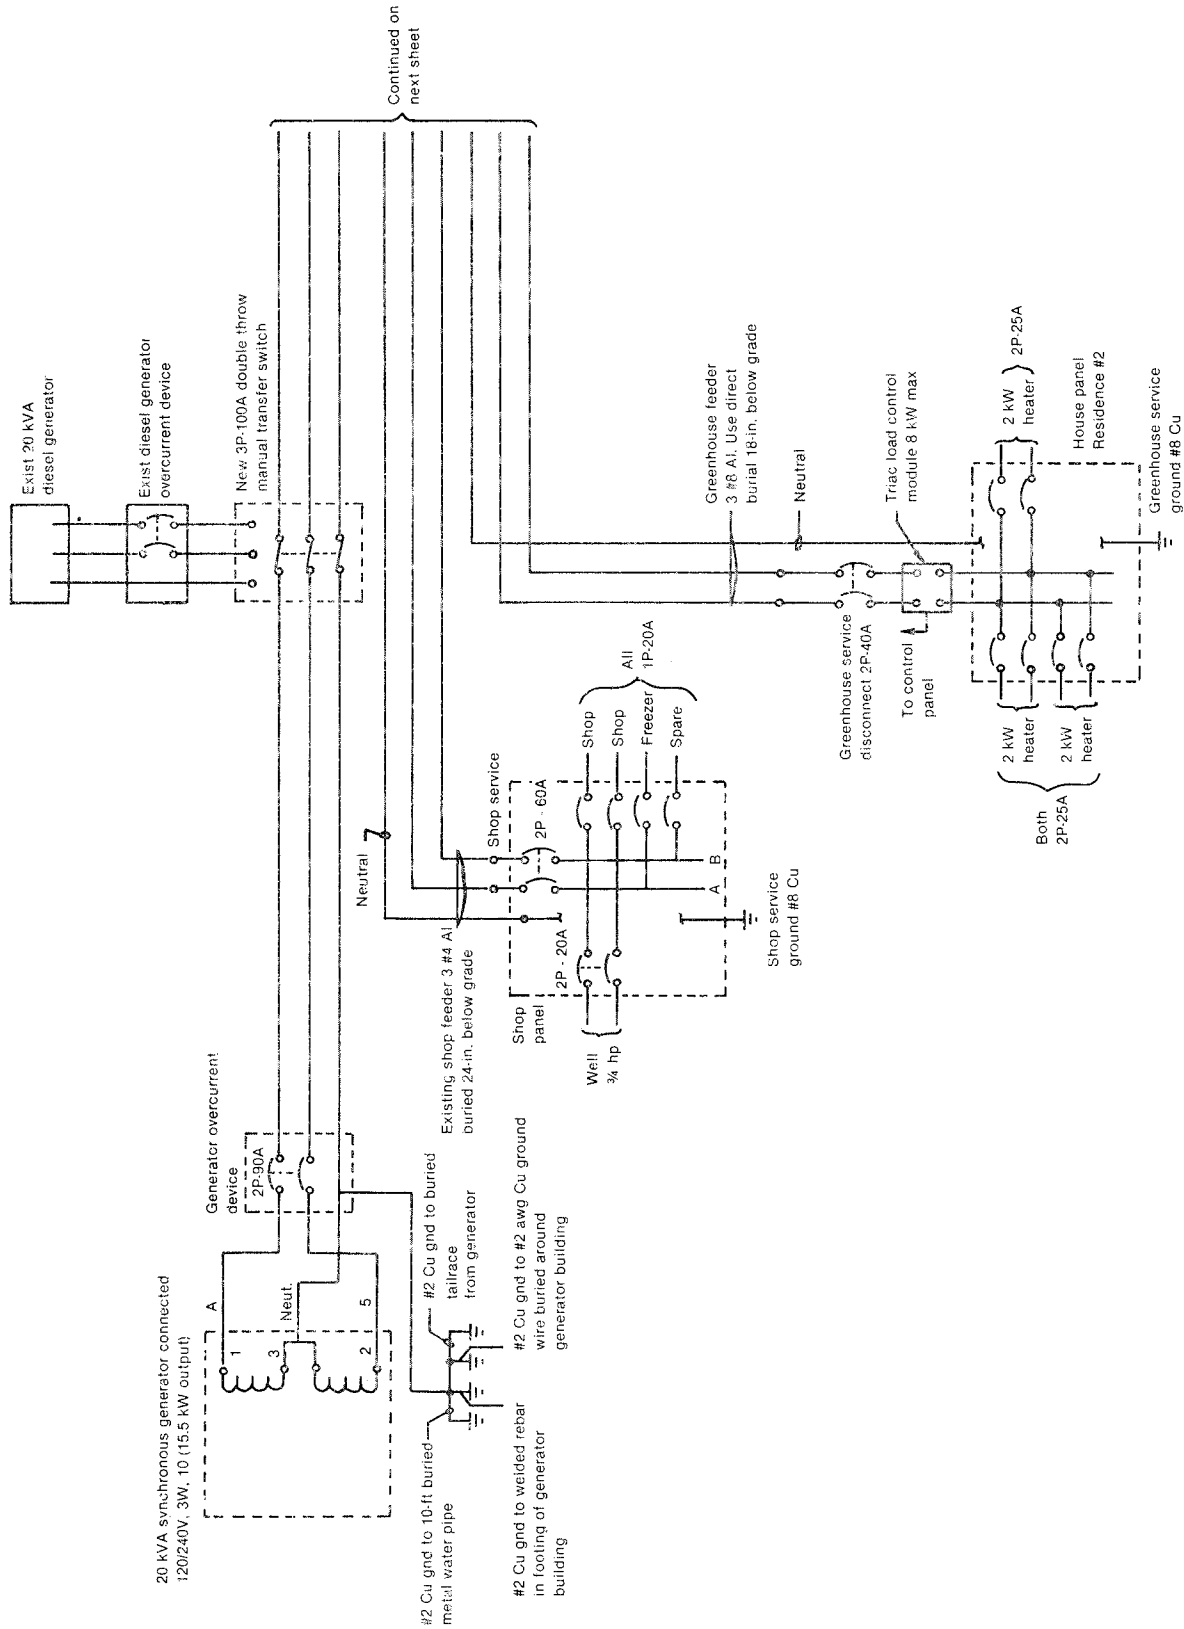 20 kVA synchronous generator connected
120/240V, 3W, 10 (15.5 kW output)
A
1
3
Neut.
2
5
Generator overcurrent
device
2P-90A
#2 Cu gnd to 10-ft buried
metal water pipe
#2 Cu gnd to buried
tailrace
from generator
#2 Cu gnd to welded rebar
in footing of generator
building
#2 Cu gnd to #2 awg Cu ground
wire buried around
generator building
Exist 20 kVA
diesel generator
Exist diesel generator
overcurrent device
New 3P-100A double throw
manual transfer switch
Continued on
next sheet
Neutral
Existing shop feeder 3 #4 Al
buried 24-in. below grade
Shop service
2P - 60A
Shop
panel
2P - 20A
Well
¾ hp
Shop
Shop
Freezer
Spare
All
1P-20A
A
B
Shop service
ground #8 Cu
Greenhouse feeder
3 #8 Al. Use direct
burial 18-in. below grade
Neutral
Greenhouse service
disconnect 2P-40A
Triac load control
module 8 kW max
To control
panel
2 kW
heater
2P-25A
House panel
Residence #2
2 kW
heater
2 kW
heater
Both
2P-25A
Greenhouse service
ground #8 Cu